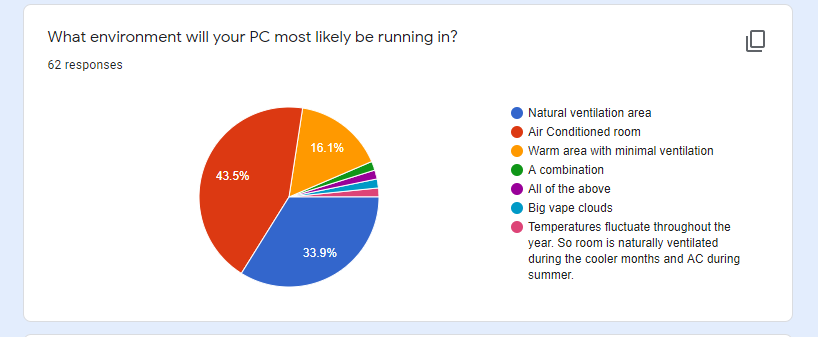 What environment will your PC most likely be running in?
62 responses
16.1%
43.5%
33.9%
Natural ventilation area
Air Conditioned room
Warm area with minimal ventilation
A combination
All of the above
Big vape clouds
Temperatures fluctuate throughout the
year. So room is naturally ventilated
during the cooler months and AC during
summer.